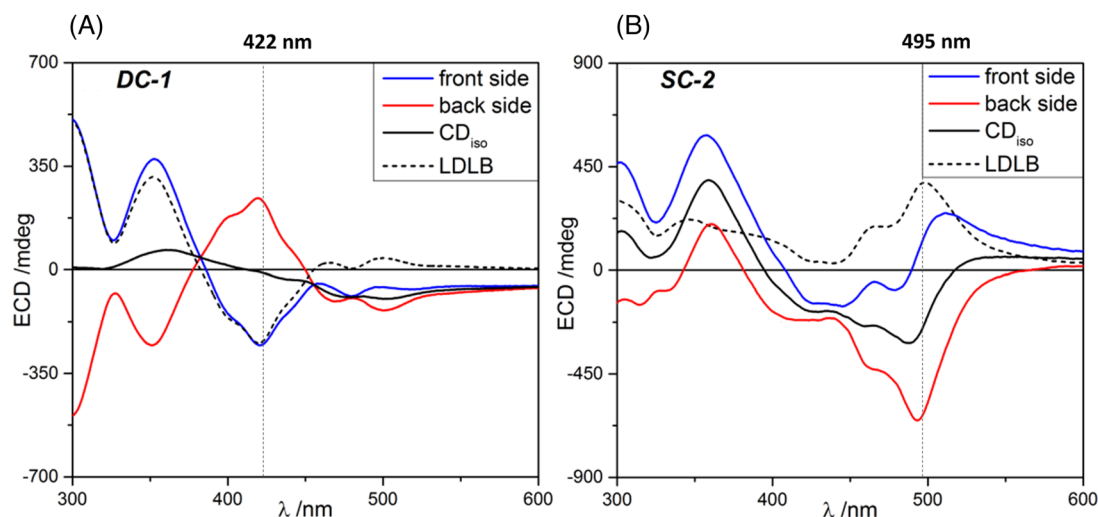 (A)
422 nm
DC-1
front side
back side
CDiso
LDLB
700
350
0
-350
-700
ECD /mdeg
300
400
500
600
λ /nm
(B)
495 nm
SC-2
front side
back side
CDiso
LDLB
900
450
0
-450
-900
ECD /mdeg
300
400
500
600
λ /nm